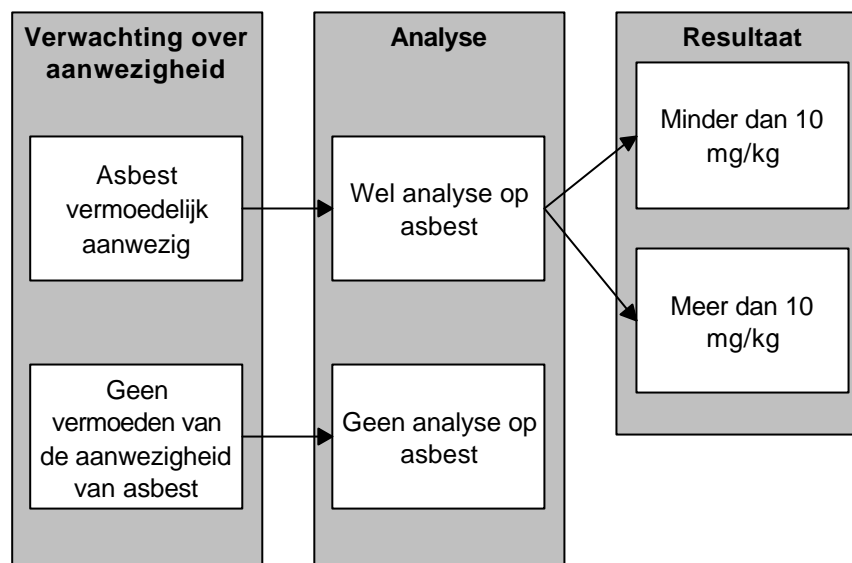 Verwachting over
aanwezigheid
Asbest
vermoedelijk
aanwezig
Geen
vermoeden van
de aanwezigheid
van asbest
Analyse
Wel analyse op
asbest
Geen analyse op
asbest
Resultaat
Minder dan 10
mg/kg
Meer dan 10
mg/kg